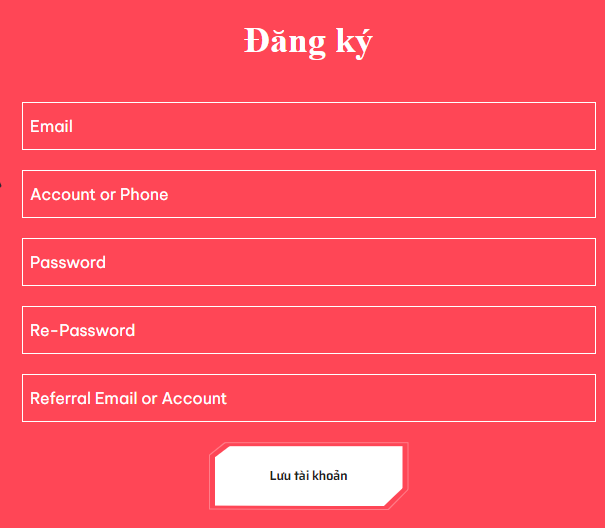 Đăng ký
Email
Account or Phone
Password
Re-Password
Referral Email or Account
Lưu tài khoản